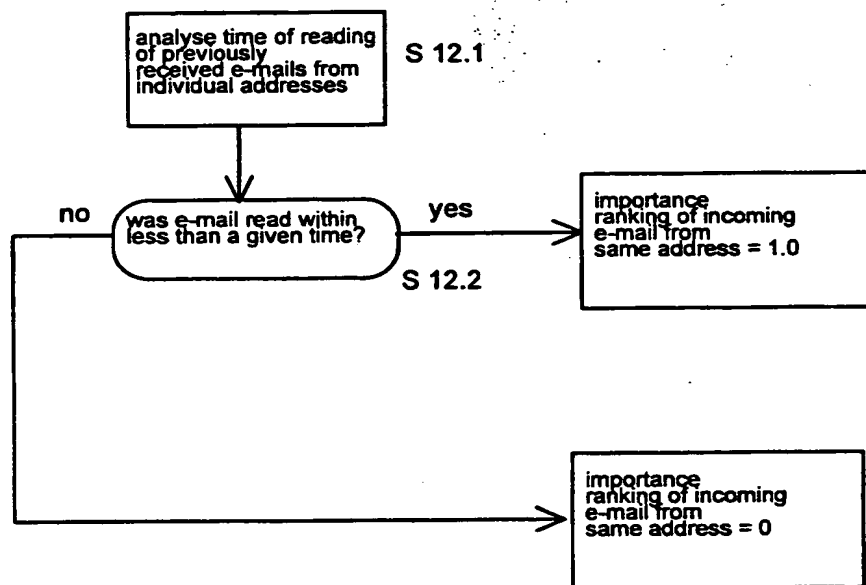 analyse time of reading
of previously
received e-mails from
individual addresses
S 12.1
no
was e-mail read within
less than a given time?
yes
S 12.2
importance
ranking of incoming
e-mail from
same address = 1.0
importance
ranking of incoming
e-mail from
same address = 0